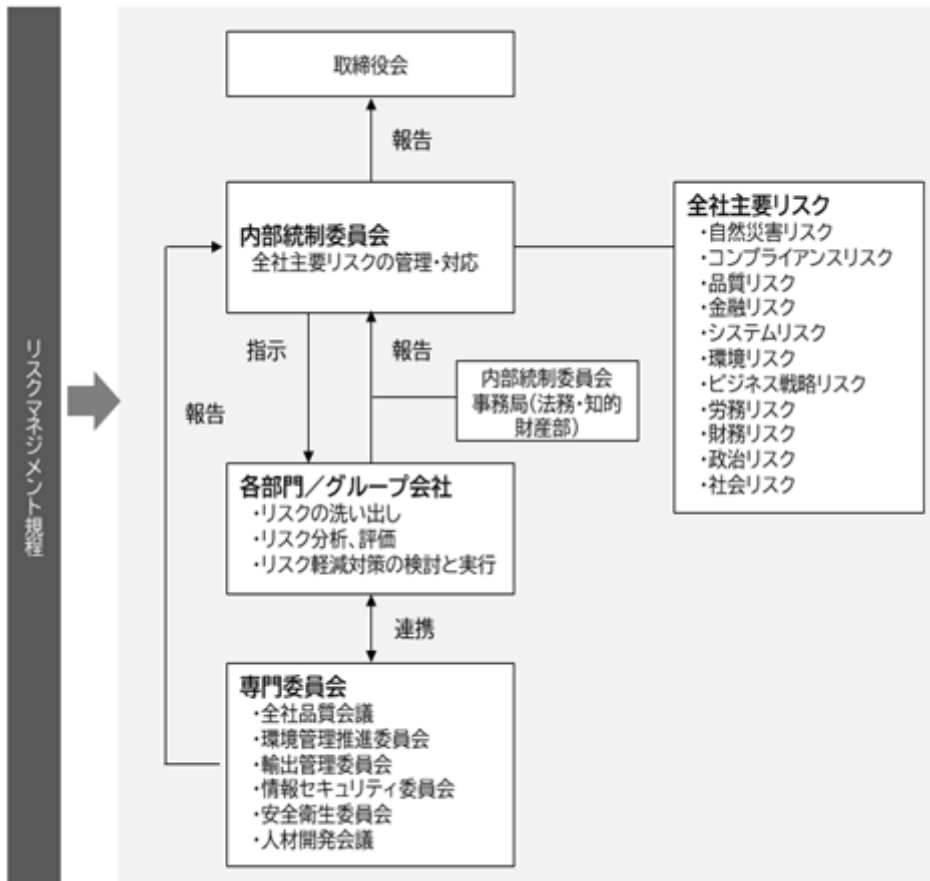 リスクマネジメント規程
取締役会
報告
内部統制委員会
全社主要リスクの管理・対応
全社主要リスク
・自然災害リスク
・コンプライアンスリスク
・品質リスク
・金融リスク
・システムリスク
・環境リスク
・ビジネス戦略リスク
・労務リスク
・財務リスク
・政治リスク
・社会リスク
指示
報告
内部統制委員会
事務局(法務・知的
財産部)
報告
各部門／グループ会社
・リスクの洗い出し
・リスク分析、評価
・リスク軽減対策の検討と実行
連携
専門委員会
・全社品質会議
・環境管理推進委員会
・輸出管理委員会
・情報セキュリティ委員会
・安全衛生委員会
・人材開発会議